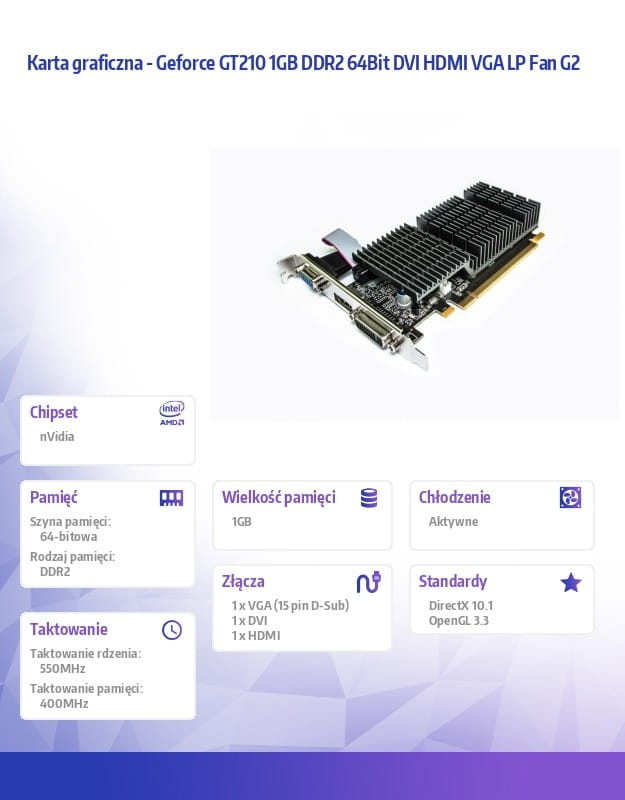 Karta graficzna - Geforce GT210 1GB DDR2 64Bit DVI HDMI VGA LP Fan G2
Chipset
intel
AMD
nVidia
Pamięć
Szyna pamięci:
64-bitowa
Rodzaj pamięci:
DDR2
Wielkość pamięci
1GB
Chłodzenie
Aktywne
Złącza
1 x VGA (15 pin D-Sub)
1 x DVI
1 x HDMI
Standardy
DirectX 10.1
OpenGL 3.3
Taktowanie
Taktowanie rdzenia:
550MHz
Taktowanie pamięci:
400MHz